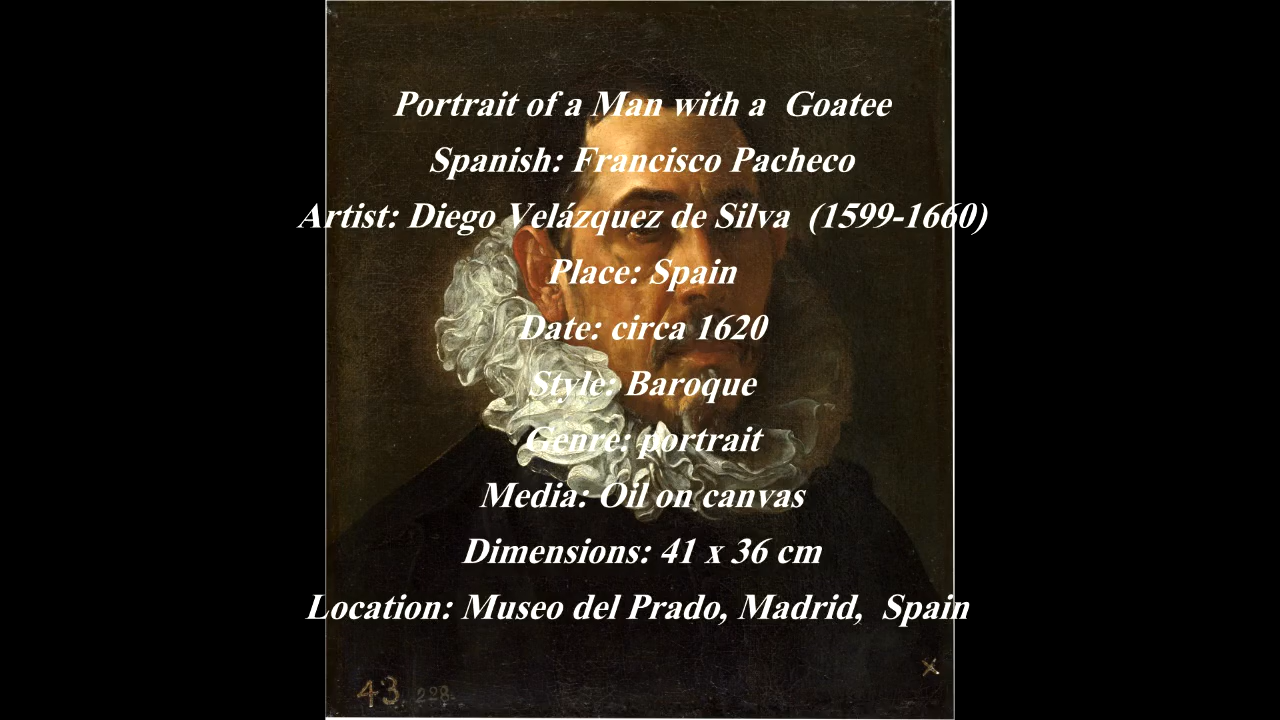 Portrait of a Man with a Goatee
Spanish: Francisco Pacheco
Artist: Diego Velázquez de Silva (1599-1660)
Place: Spain
Date: circa 1620
Style: Baroque
Genre: portrait
Media: Oil on canvas
Dimensions: 41 x 36 cm
Location: Museo del Prado, Madrid, Spain
43. 228.